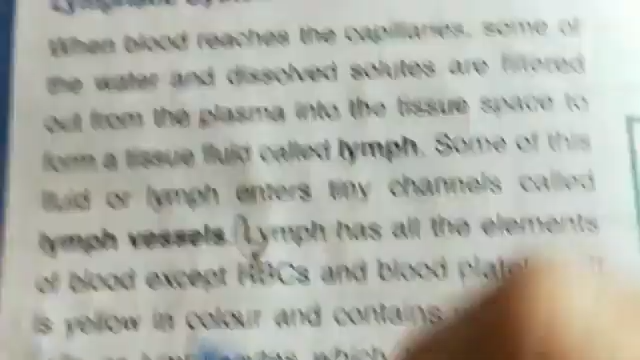 Lymphatic
When blood reaches the capillaries, some of
the water and dissolved solutes are filtered
out from the plasma into the tissue space to
form a tissue fluid called lymph. Some of this
fluid or lymph enters tiny channels called
lymph vessels. Lymph has all the elements
of blood except RBCs and blood
is yellow in colour and contains
which